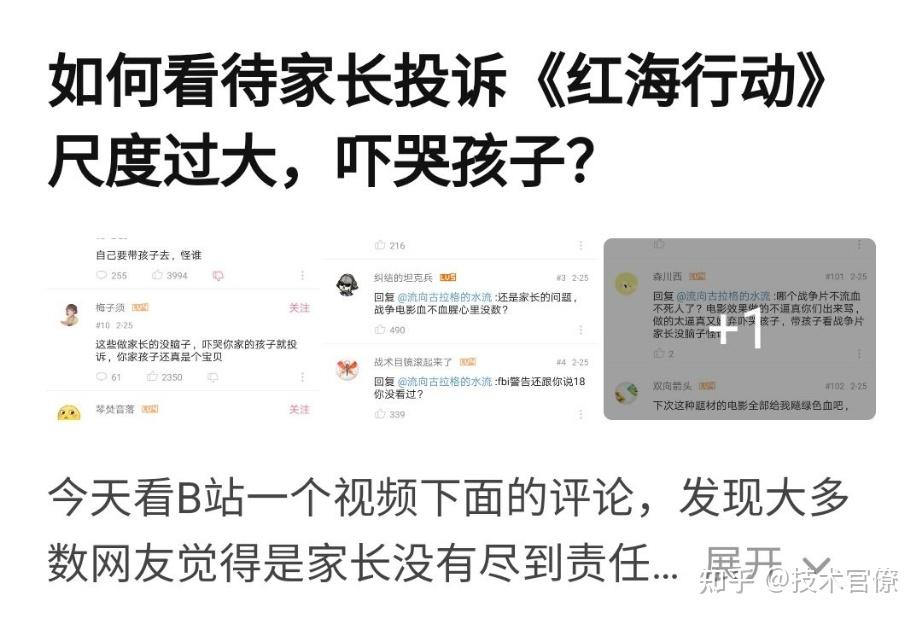 如何看待家长投诉《红海行动》
尺度过大，吓哭孩子？
自己要带孩子去，怪谁
255 3994
梅子须 LV5 关注
#10 2-25
这些做家长的没脑子，吓哭你家的孩子就投
诉，你家孩子还真是个宝贝
61 2350
琴焚音落 LV5 关注
216
纠结的坦克兵 LV5 #3 2-25
回复 @流向古拉格的水流 :还是家长的问题，
战争电影血不血腥心里没数？
490
战术目镜滚起来了 LV5 #4 2-25
回复 @流向古拉格的水流 :fbi警告还跟你说18
你没看过？
339
森川西 #101 2-25
回复 @流向古拉格的水流 :哪个战争片不流血
不死人了？电影效果做的不逼真你们出来骂，
做的太逼真又嫌弃吓哭孩子，带孩子看战争片
家长没脑子怪
+1
2
双向箭头 #102 2-25
下次这种题材的电影全部给我飚绿色血吧，
今天看B站一个视频下面的评论，发现大多
数网友觉得是家长没有尽到责任... 展开
知乎 @技术官僚